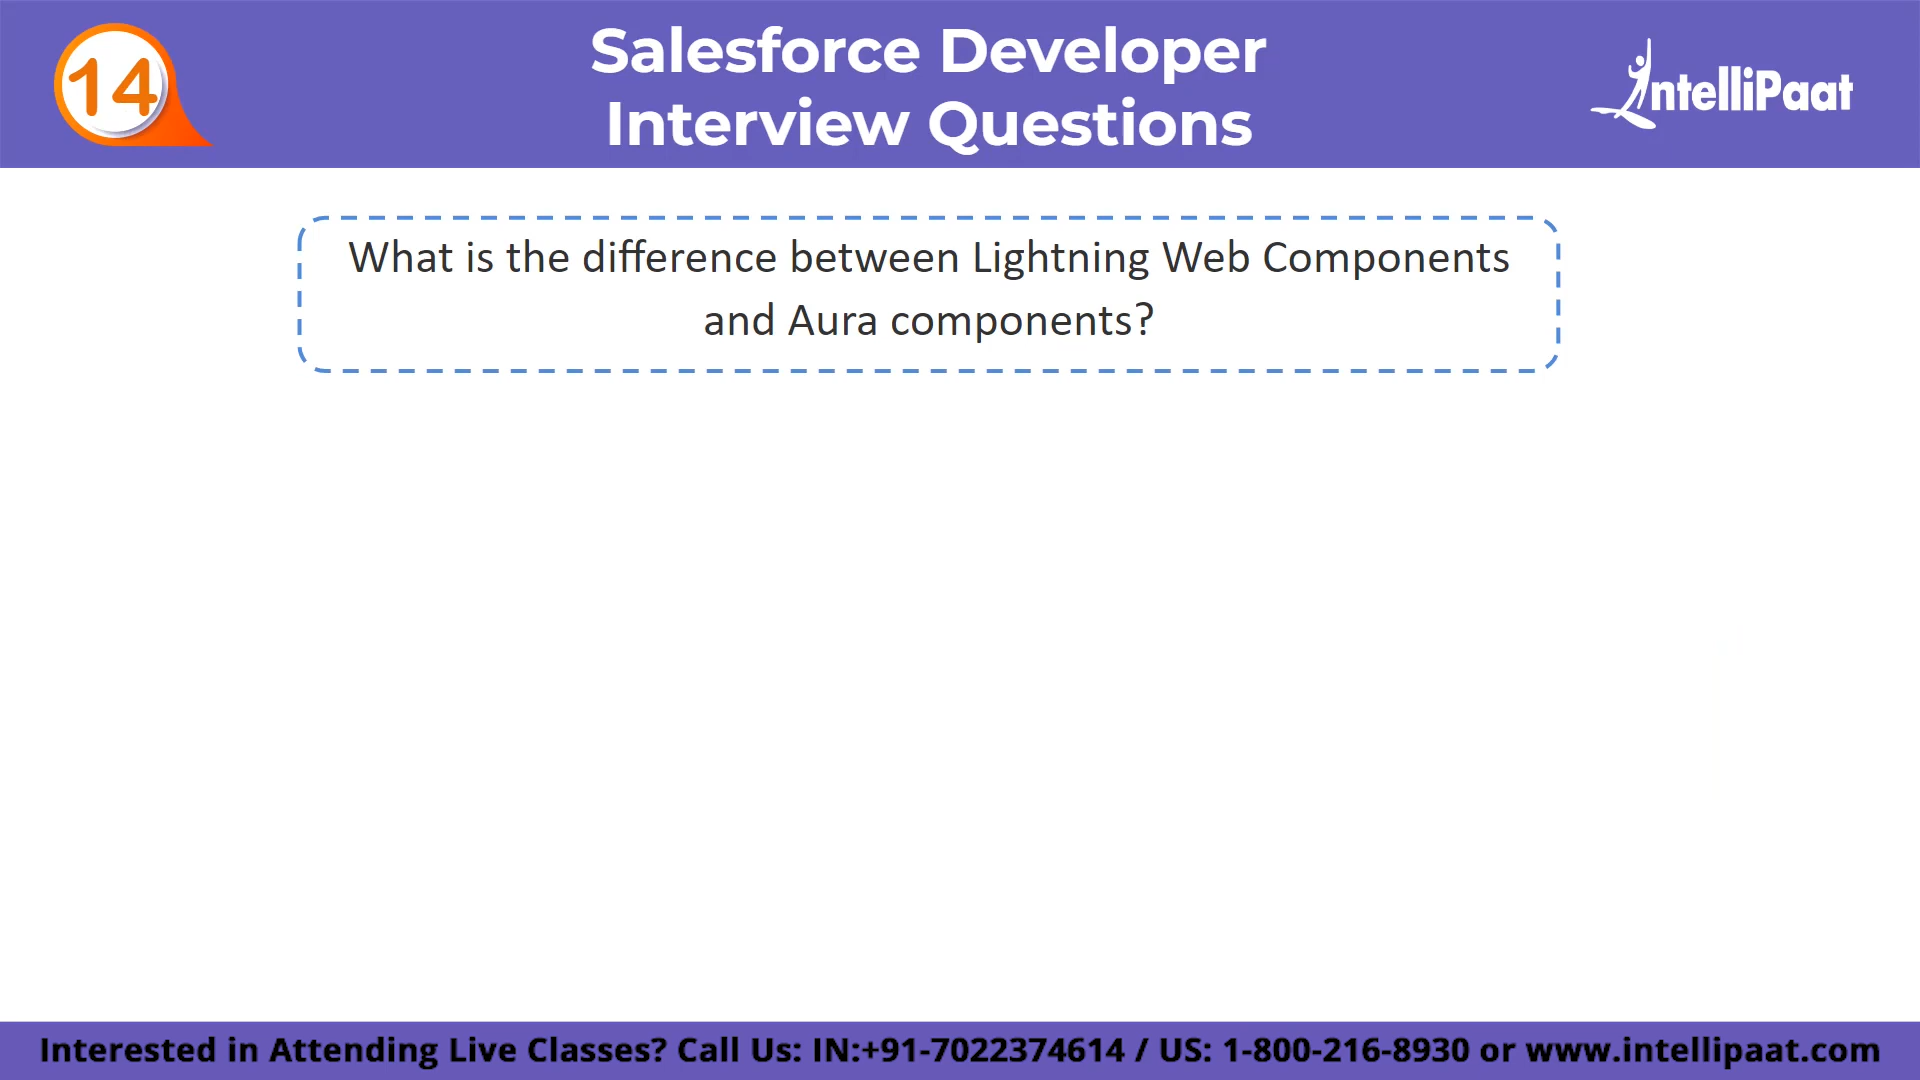 14
Salesforce Developer
Interview Questions
IntelliPaat
What is the difference between Lightning Web Components
and Aura components?
Interested in Attending Live Classes? Call Us: IN:+91-7022374614 / US: 1-800-216-8930 or www.intellipaat.com